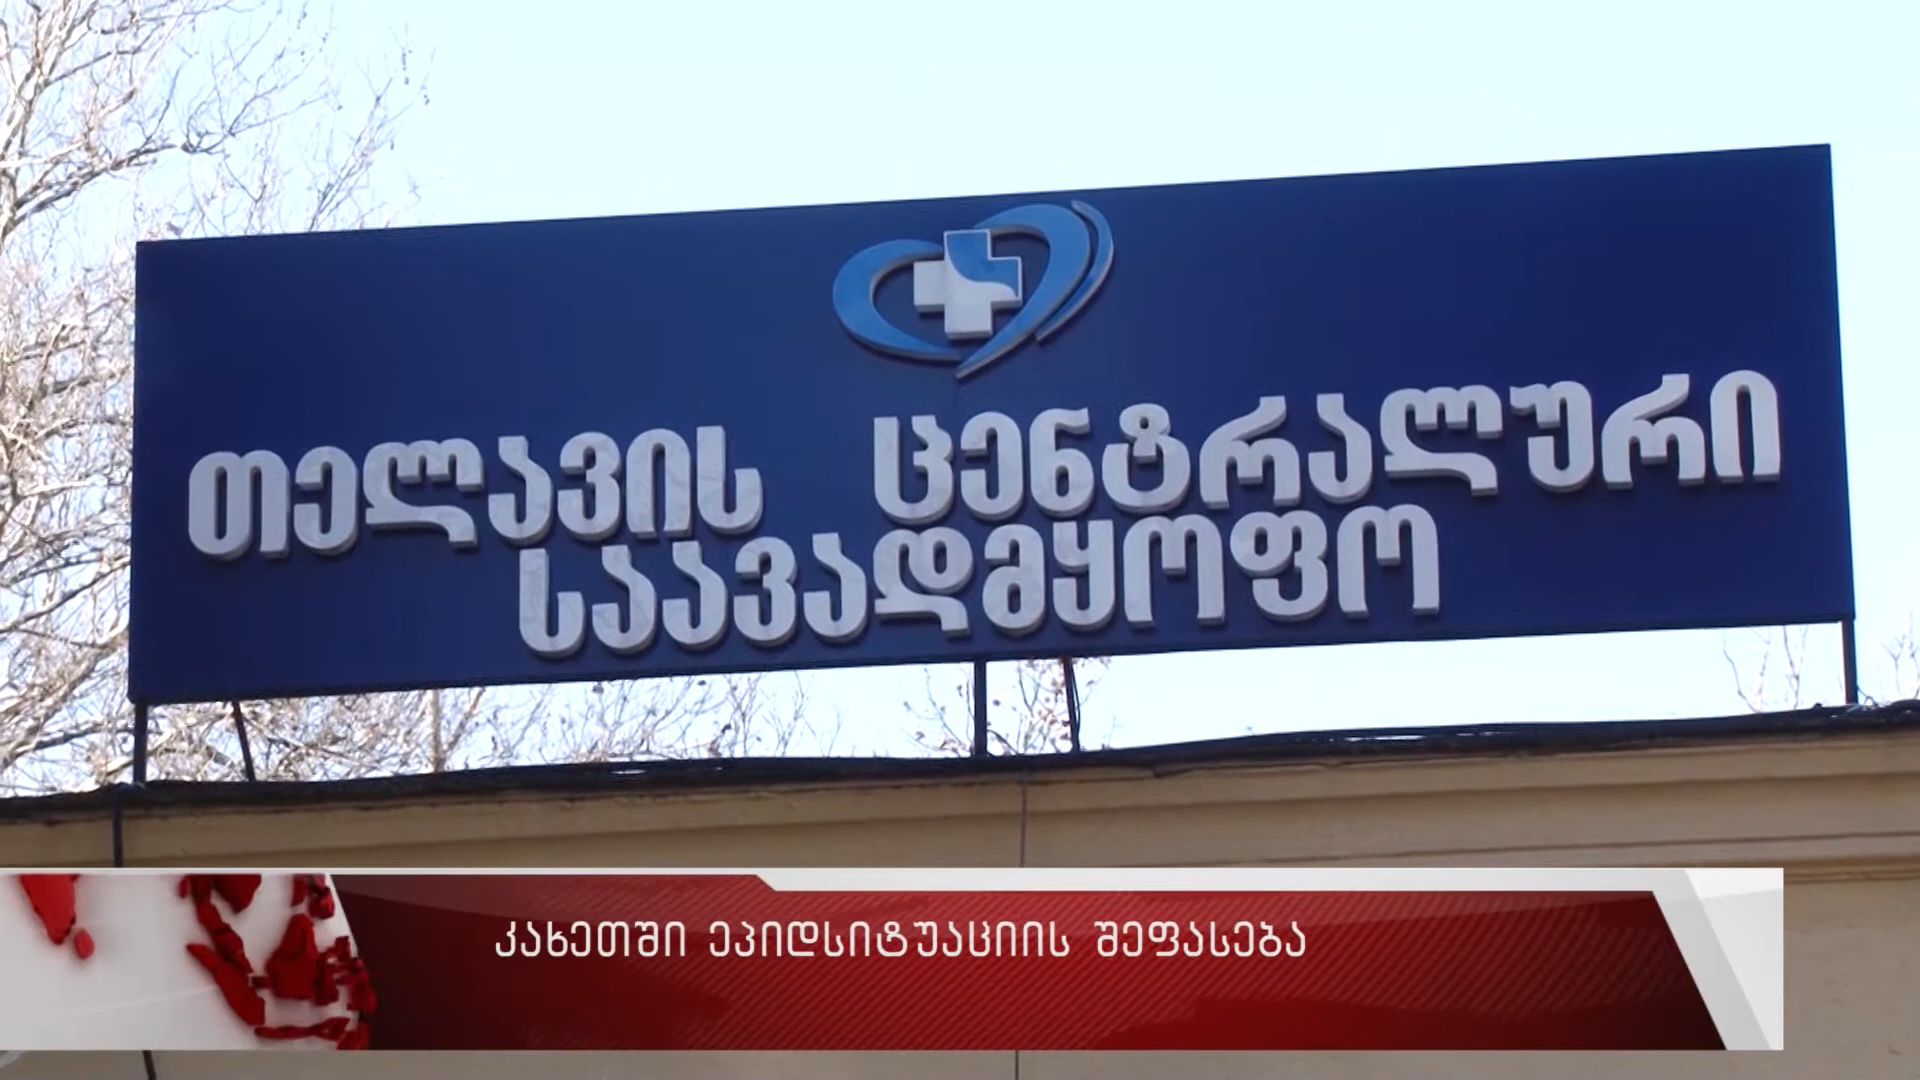 თელავის ცენტრალური
საავადმყოფო
კახეთში ეპიდსიტუაციის შეფასება